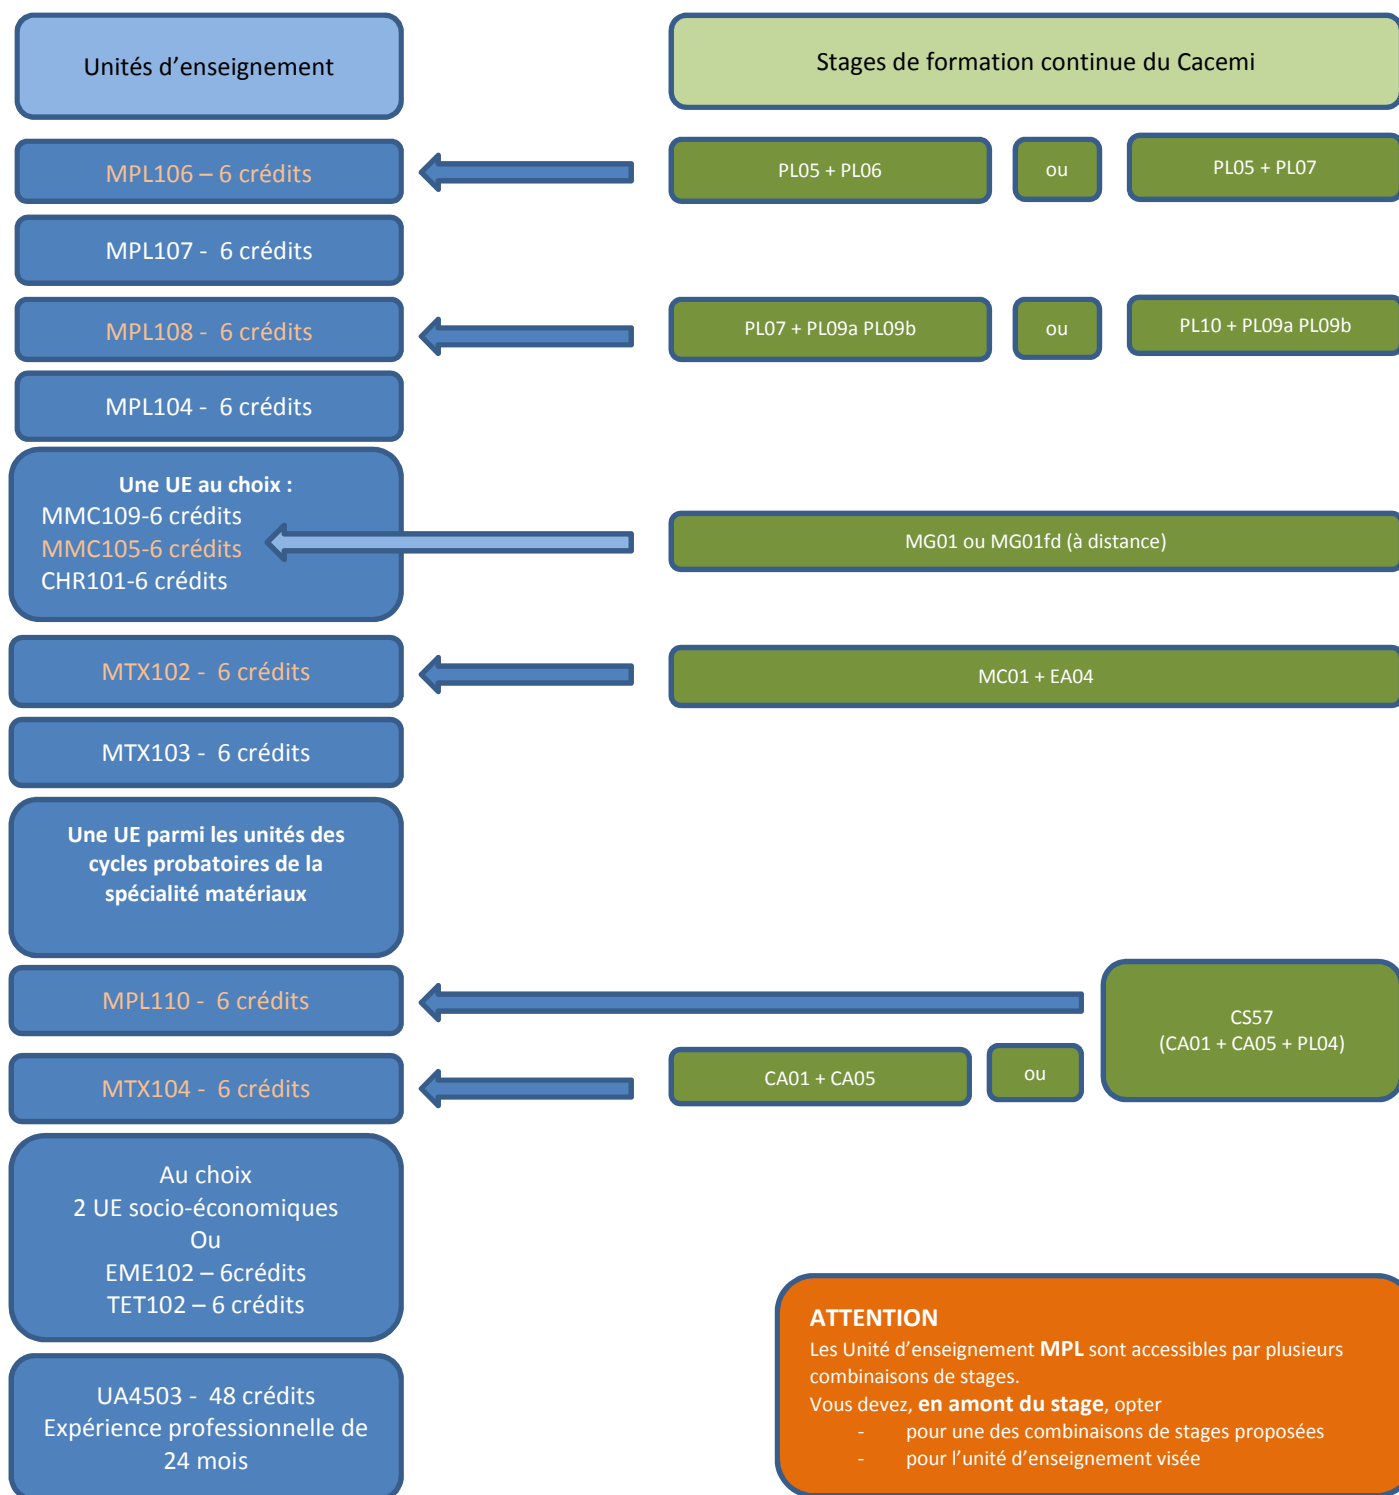 Unités d’enseignement
Stages de formation continue du Cacemi
MPL106 – 6 crédits
PL05 + PL06
ou
PL05 + PL07
MPL107 -  6 crédits
MPL108 -  6 crédits
PL07 + PL09a PL09b
ou
PL10 + PL09a PL09b
MPL104 -  6 crédits
Une UE au choix :
MMC109-6 crédits
MMC105-6 crédits
CHR101-6 crédits
MG01 ou MG01fd (à distance)
MTX102 -  6 crédits
MC01 + EA04
MTX103 -  6 crédits
Une UE parmi les unités des
cycles probatoires de la
spécialité matériaux
MPL110 -  6 crédits
CS57
(CA01 + CA05 + PL04)
MTX104 -  6 crédits
CA01 + CA05
ou
Au choix
2 UE socio-économiques
Ou
EME102 – 6crédits
TET102 – 6 crédits
UA4503 -  48 crédits
Expérience professionnelle de
24 mois
ATTENTION
Les Unité d’enseignement MPL sont accessibles par plusieurs
combinaisons de stages.
Vous devez, en amont du stage, opter
- pour une des combinaisons de stages proposées
- pour l’unité d’enseignement visée